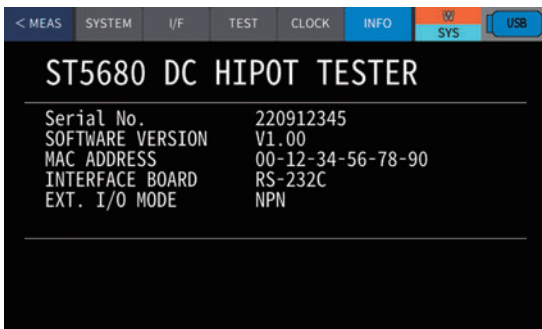 < MEAS SYSTEM I/F TEST CLOCK INFO W SYS USB
ST5680 DC HIPOT TESTER
Serial No. 220912345
SOFTWARE VERSION V1.00
MAC ADDRESS 00-12-34-56-78-90
INTERFACE BOARD RS-232C
EXT. I/O MODE NPN